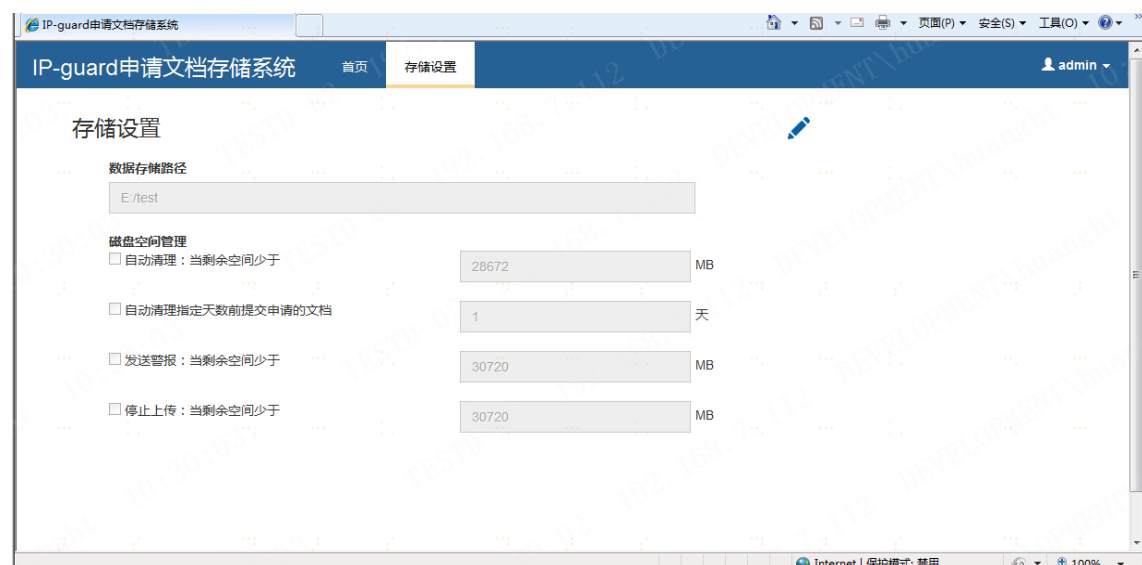 IP-guard申请文档存储系统
页面(P) 安全(S) 工具(O)
IP-guard申请文档存储系统 首页 存储设置 admin
存储设置
数据存储路径
E:/test
磁盘空间管理
自动清理：当剩余空间少于 28672 MB
自动清理指定天数前提交申请的文档 1 天
发送警报：当剩余空间少于 30720 MB
停止上传：当剩余空间少于 30720 MB
Internet | 保护模式: 禁用 100%